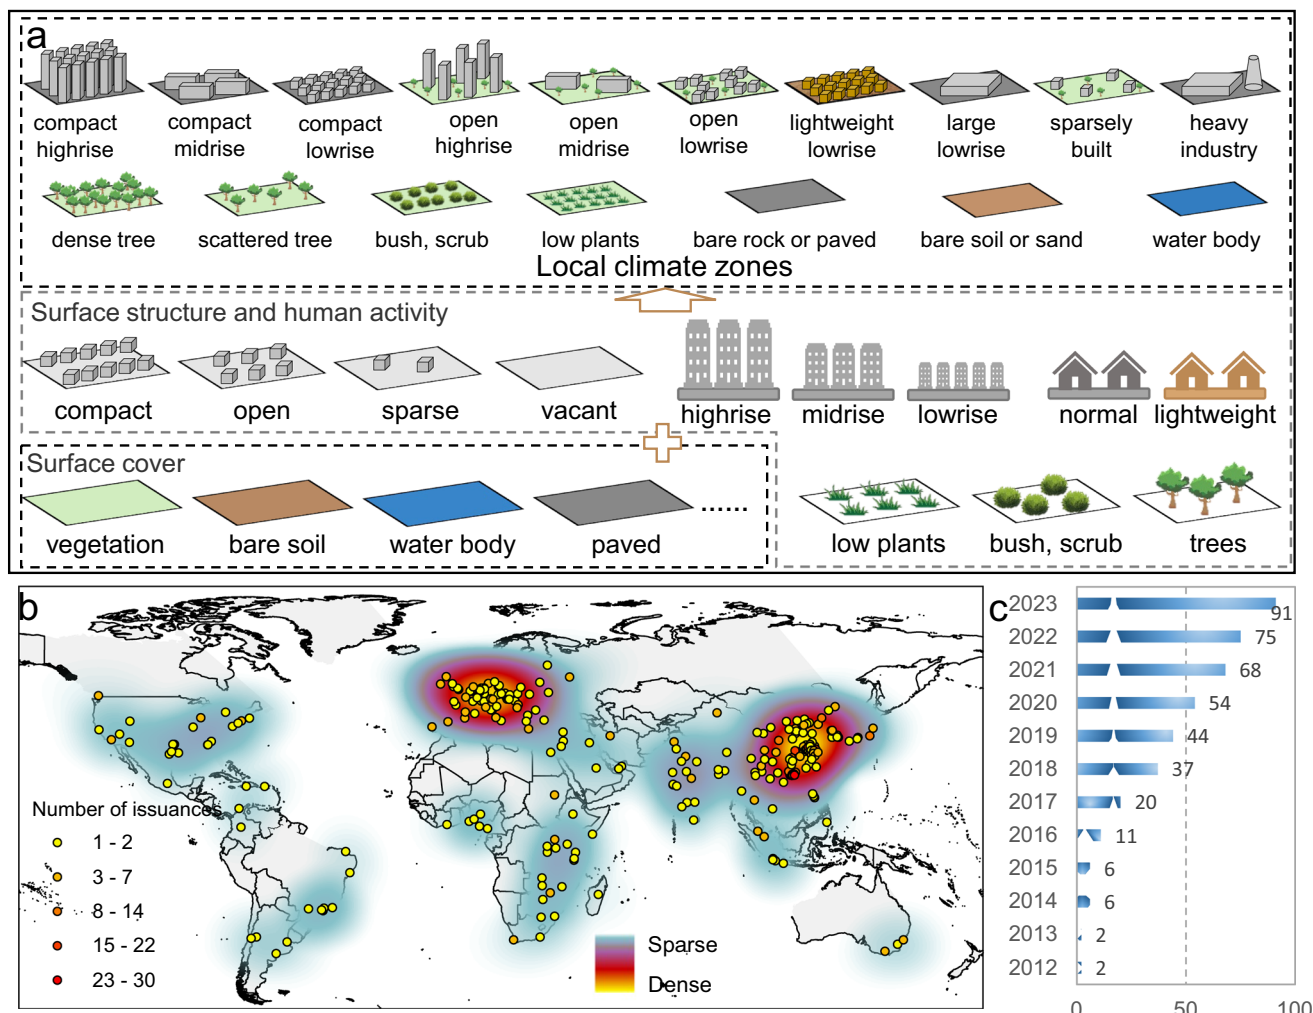 a
compact highrise
compact midrise
compact lowrise
open highrise
open midrise
open lowrise
lightweight lowrise
large lowrise
sparsely built
heavy industry
dense tree
scattered tree
bush, scrub
low plants
bare rock or paved
bare soil or sand
water body
Local climate zones
Surface structure and human activity
compact
open
sparse
vacant
highrise
midrise
lowrise
normal
lightweight
Surface cover
vegetation
bare soil
water body
paved
......
low plants
bush, scrub
trees
b
Number of issuances
1 - 2
3 - 7
8 - 14
15 - 22
23 - 30
Sparse
Dense
c
2023 91
2022 75
2021 68
2020 54
2019 44
2018 37
2017 20
2016 11
2015 6
2014 6
2013 2
2012 2
0 50 100